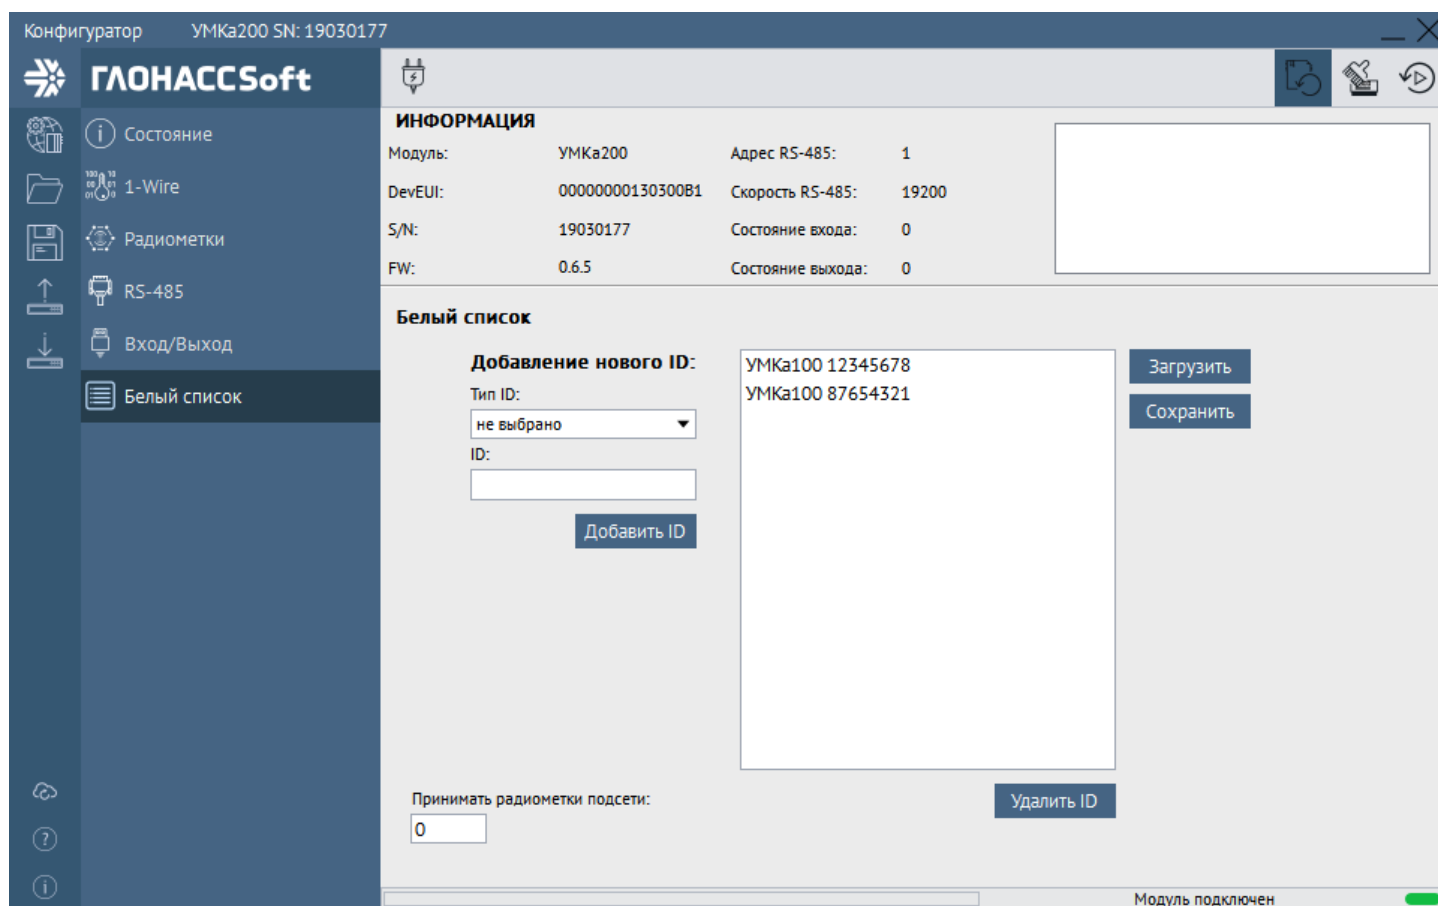 Конфигуратор УМКа200 SN: 19030177
ГЛОНАССSoft
Состояние
1-Wire
Радиометки
RS-485
Вход/Выход
Белый список
ИНФОРМАЦИЯ
Модуль: УМКа200 Адрес RS-485: 1
DevEUI: 00000000130300B1 Скорость RS-485: 19200
S/N: 19030177 Состояние входа: 0
FW: 0.6.5 Состояние выхода: 0
Белый список
Добавление нового ID:
Тип ID:
не выбрано
ID:
Добавить ID
УМКа100 12345678
УМКа100 87654321
Загрузить
Сохранить
Удалить ID
Принимать радиометки подсети:
0
Модуль подключен